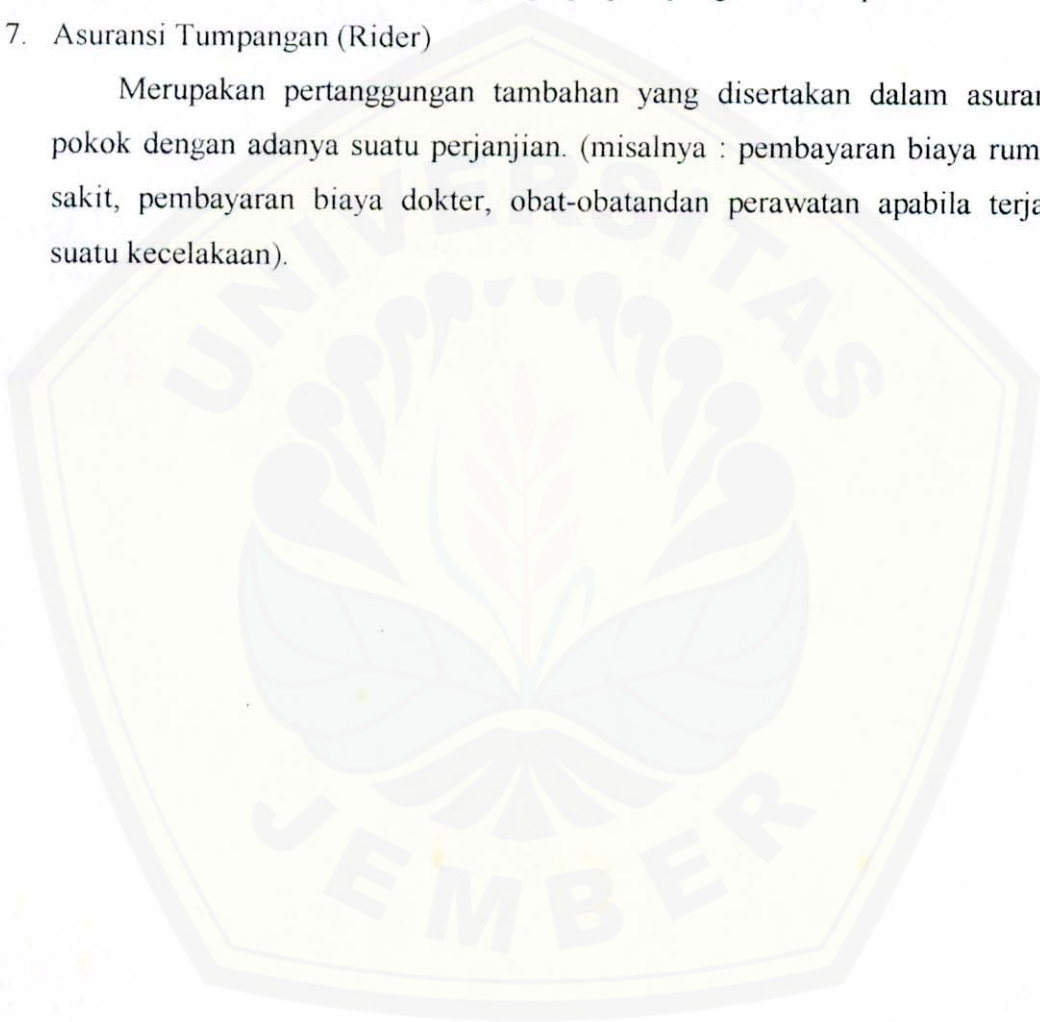 7. Asuransi Tumpangan (Rider)
Merupakan pertanggungan tambahan yang disertakan dalam asuran
pokok dengan adanya suatu perjanjian. (misalnya : pembayaran biaya rum
sakit, pembayaran biaya dokter, obat-obatandan perawatan apabila terja
suatu kecelakaan).
UNIVERSITAS
JEMBER